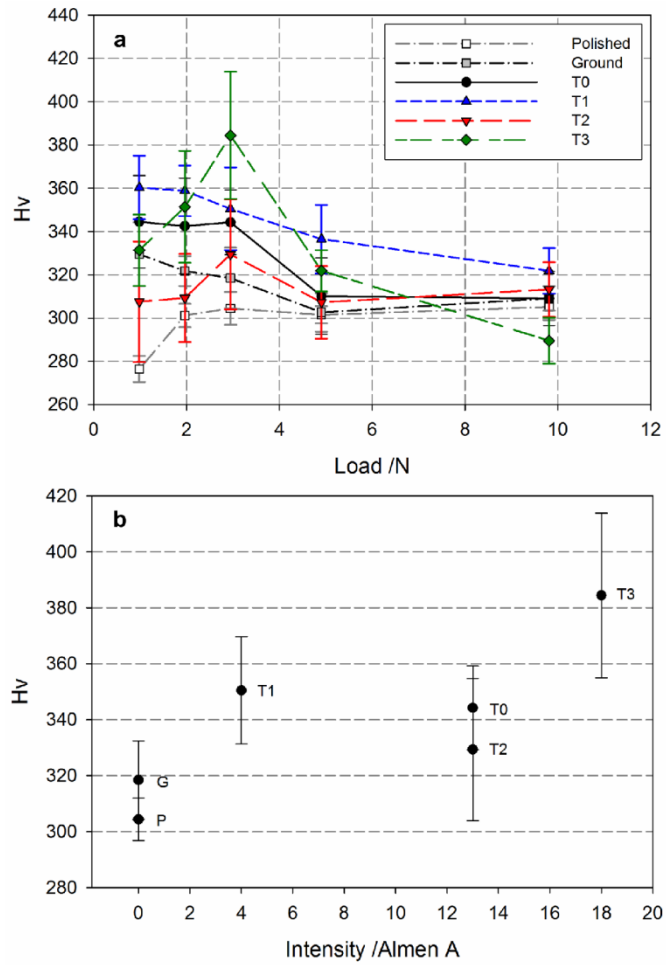 a
440
420
400
380
360
340
320
300
280
260
Hv
0 2 4 6 8 10 12
Load /N
Polished
Ground
T0
T1
T2
T3
b
420
400
380
360
340
320
300
280
Hv
G
P
T1
T0
T2
T3
0 2 4 6 8 10 12 14 16 18 20
Intensity /Almen A